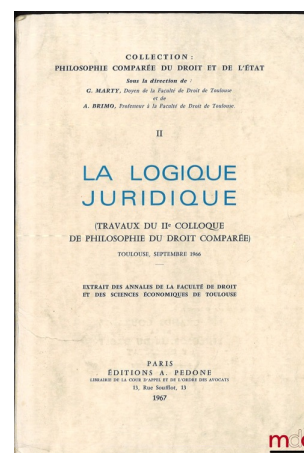 COLLECTION :
PHILOSOPHIE COMPARÉE DU DROIT ET DE L'ÉTAT
Sous la direction de :
G. MARTY, Doyen de la Faculté de Droit de Toulouse
et de
A. BRIMO, Professeur à la Faculté de Droit de Toulouse
II
LA LOGIQUE
JURIDIQUE
(TRAVAUX DU IIe COLLOQUE
DE PHILOSOPHIE DU DROIT COMPARÉE)
TOULOUSE, SEPTEMBRE 1966
EXTRAIT DES ANNALES DE LA FACULTÉ DE DROIT
ET DES SCIENCES ÉCONOMIQUES DE TOULOUSE
PARIS
ÉDITIONS A. PEDONE
LIBRAIRIE DE LA COUR D'APPEL ET DE L'ORDRE DES AVOCATS
13, Rue Soufflot, 13
1967